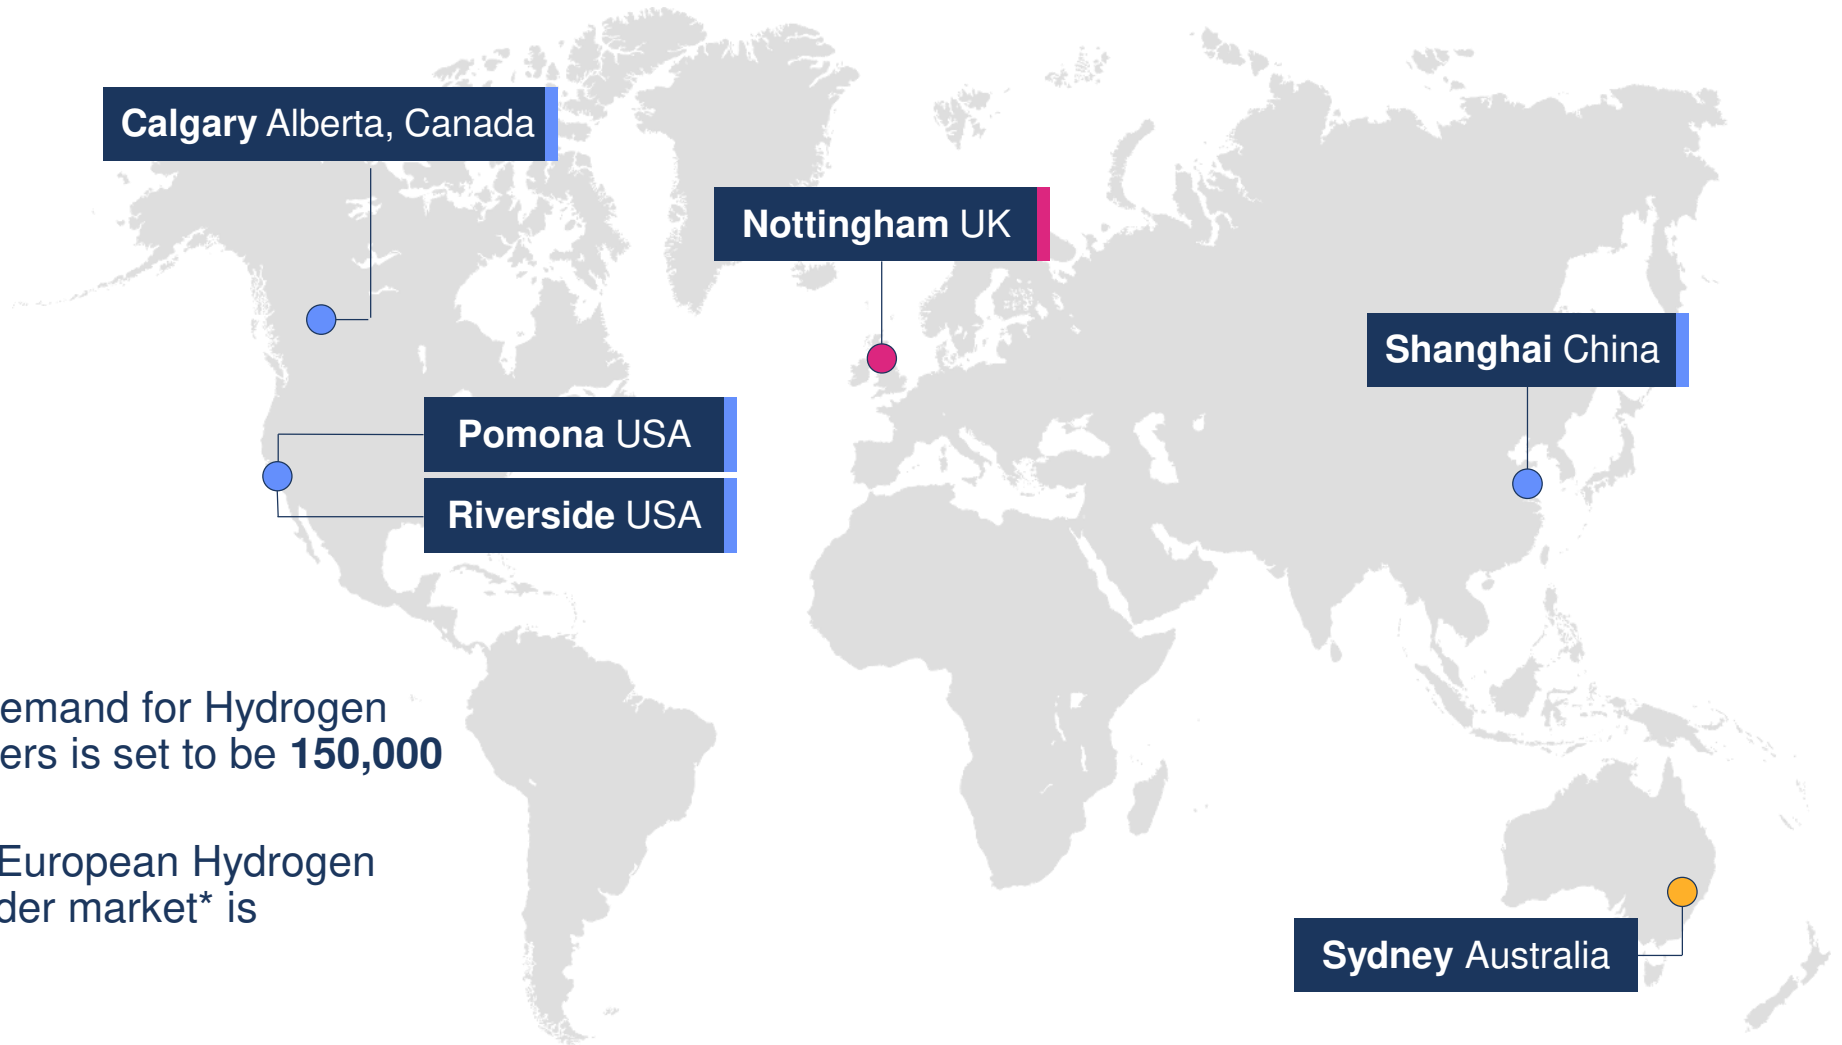 Calgary Alberta, Canada
Nottingham UK
Shanghai China
Pomona USA
Riverside USA
emand for Hydrogen
ers is set to be 150,000
European Hydrogen
der market* is
Sydney Australia